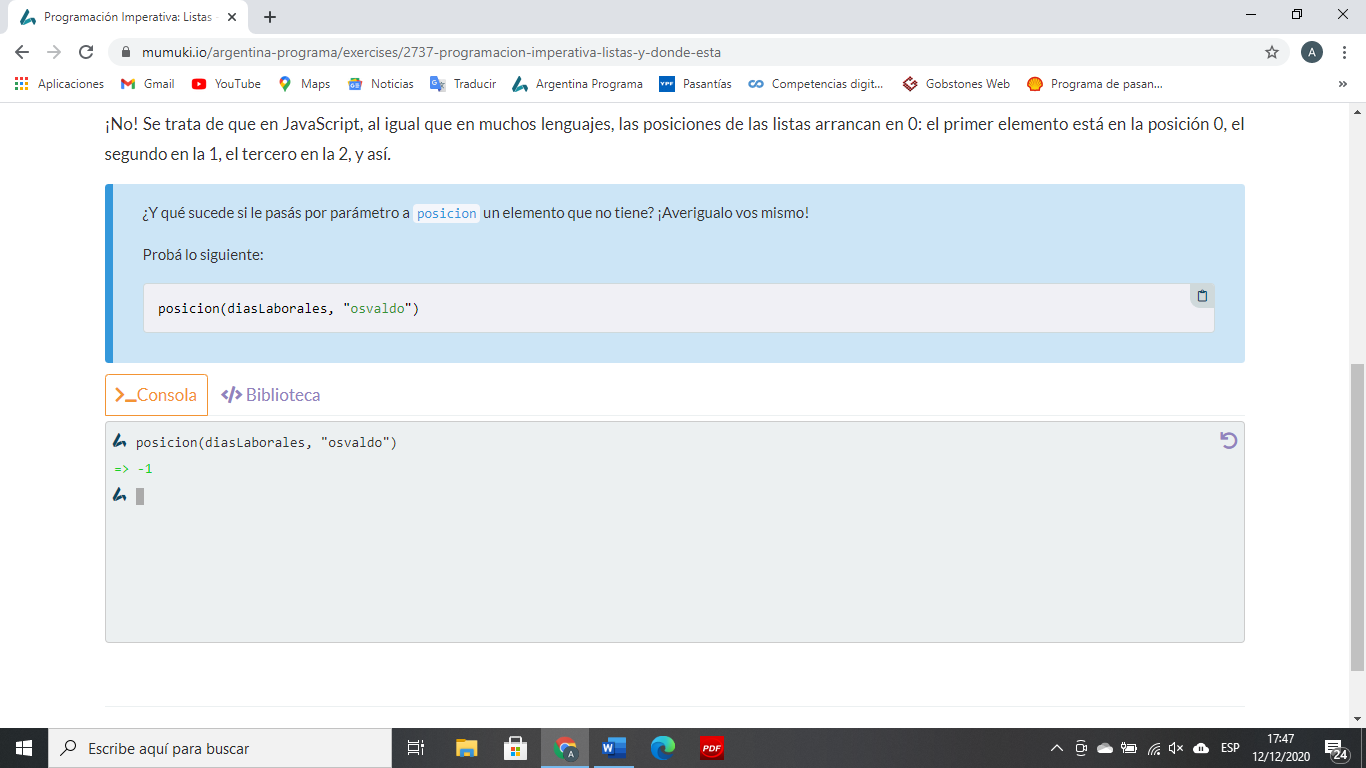 Programación Imperativa: Listas
mumuki.io/argentina-programa/exercises/2737-programacion-imperativa-listas-y-donde-esta
A
Aplicaciones Gmail YouTube Maps Noticias Traducir Argentina Programa YPF Pasantías Competencias digit... Gobstones Web Programa de pasan... »
¡No! Se trata de que en JavaScript, al igual que en muchos lenguajes, las posiciones de las listas arrancan en 0: el primer elemento está en la posición 0, el
segundo en la 1, el tercero en la 2, y así.
¿Y qué sucede si le pasás por parámetro a posicion un elemento que no tiene? ¡Averigualo vos mismo!
Probá lo siguiente:
posicion(diasLaborales, "osvaldo")
>_Consola </> Biblioteca
posicion(diasLaborales, "osvaldo")
=> -1
Escribe aquí para buscar
A
W
PDF
ESP
17:47
12/12/2020
24